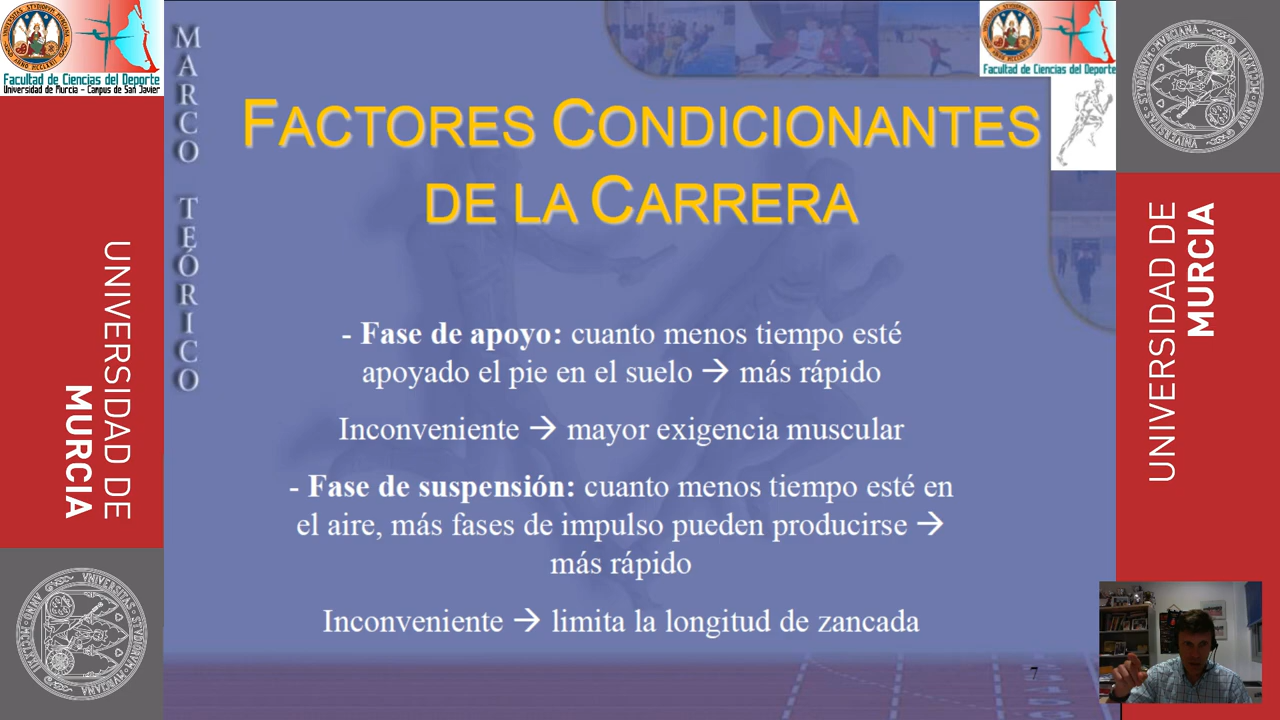 Facultad de Ciencias del Deporte
Universidad de Murcia - Campus de San Javier
UNIVERSIDAD DE
MURCIA
MARCO TEÓRICO
FACTORES CONDICIONANTES
DE LA CARRERA
- Fase de apoyo: cuanto menos tiempo esté
apoyado el pie en el suelo → más rápido
Inconveniente → mayor exigencia muscular
- Fase de suspensión: cuanto menos tiempo esté en
el aire, más fases de impulso pueden producirse →
más rápido
Inconveniente → limita la longitud de zancada
7
Facultad de Ciencias del Deporte
UNIVERSIDAD DE
MURCIA